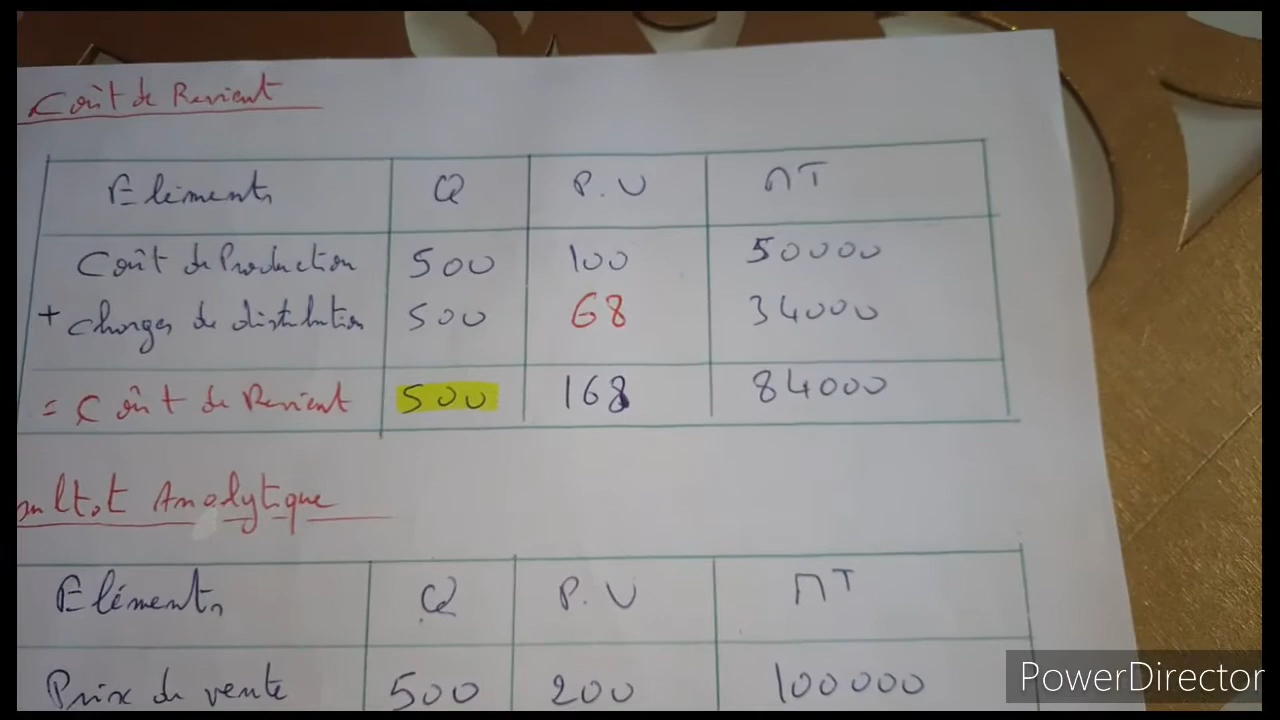 Coût de Revient
Eléments Q P.U MT
Coût de Production 500 100 50000
+ Charges de distribution 500 68 34000
= Coût de Revient 500 168 84000
sultat Analytique
Eléments Q P.U MT
Prix de vente 500 200 100000
PowerDirector